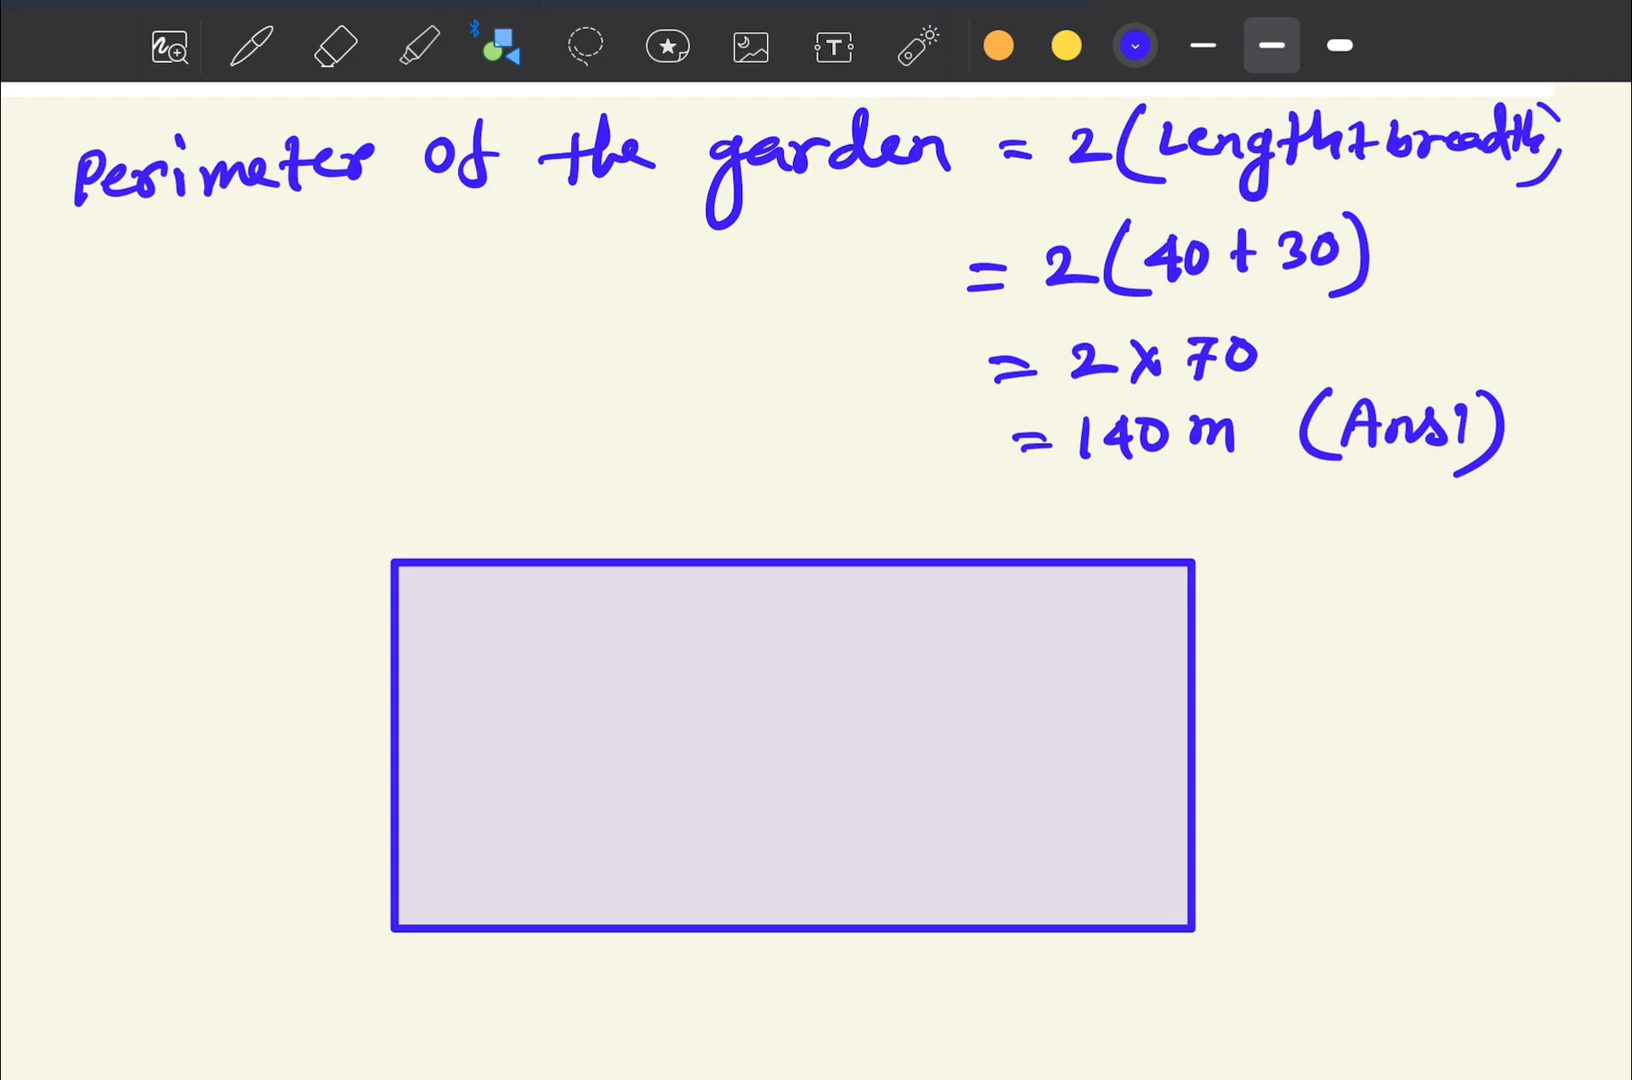 Perimeter of the garden = 2(Length+breadth)
= 2(40+30)
= 2 x 70
= 140 m (Ans1)